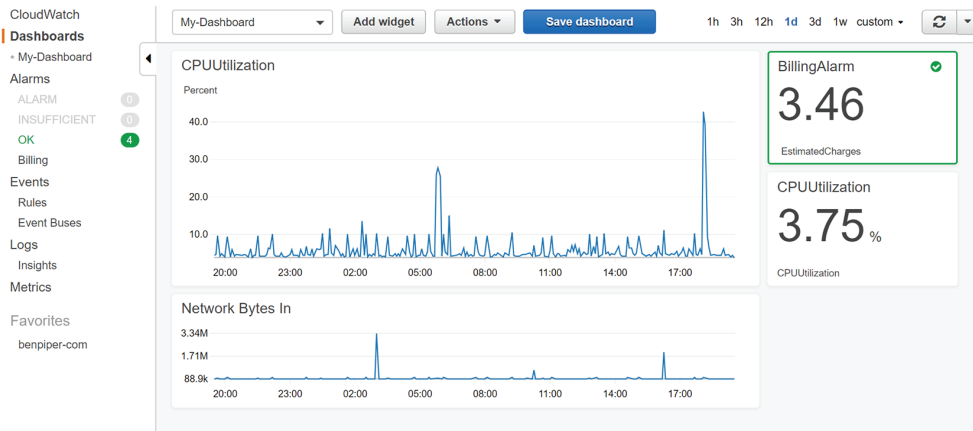 CloudWatch
Dashboards
My-Dashboard
Alarms
ALARM 0
INSUFFICIENT 0
OK 4
Billing
Events
Rules
Event Buses
Logs
Insights
Metrics
Favorites
benpiper-com
My-Dashboard Add widget Actions Save dashboard 1h 3h 12h 1d 3d 1w custom
CPUUtilization
Percent
40.0
30.0
20.0
10.0
20:00 23:00 02:00 05:00 08:00 11:00 14:00 17:00
BillingAlarm
3.46
EstimatedCharges
CPUUtilization
3.75 %
CPUUtilization
Network Bytes In
3.34M
1.71M
88.9k
20:00 23:00 02:00 05:00 08:00 11:00 14:00 17:00